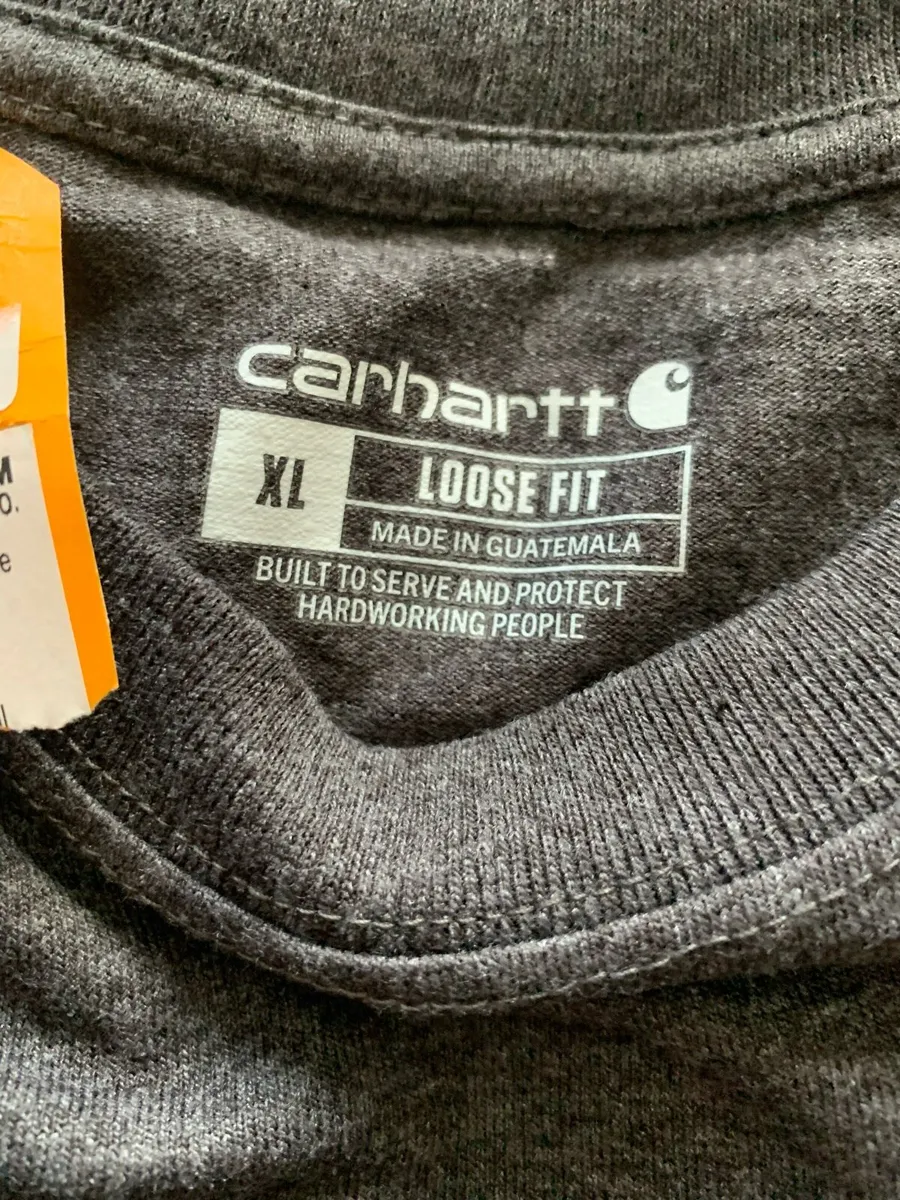 carhartt
XL
LOOSE FIT
MADE IN GUATEMALA
BUILT TO SERVE AND PROTECT
HARDWORKING PEOPLE
M
O.
e